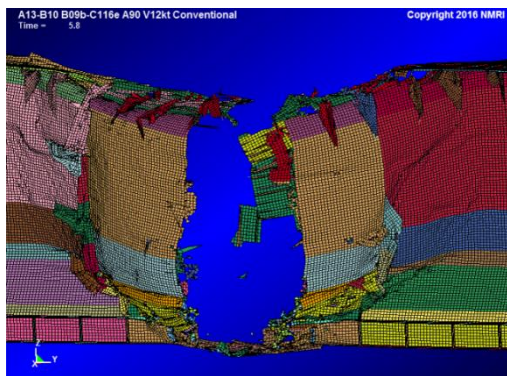 A13-B10 B09b-C116e A90 V12kt Conventional
Copyright 2016 NMRI
Time = 5.8
Z
Y
X